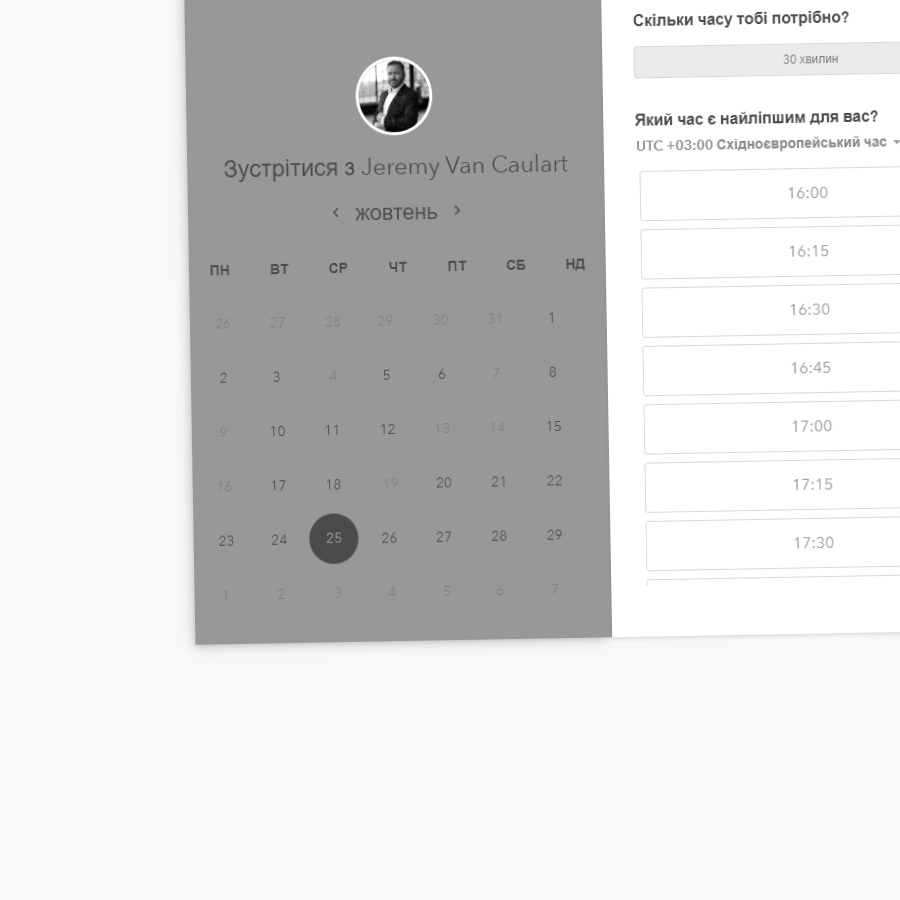 Зустрітися з Jeremy Van Caulart
жовтень
ПН ВТ СР ЧТ ПТ СБ НД
26 27 28 29 30 31 1
2 3 4 5 6 7 8
9 10 11 12 13 14 15
16 17 18 19 20 21 22
23 24 25 26 27 28 29
1 2 3 4 5 6 7
Скільки часу тобі потрібно?
30 хвилин
Який час є найліпшим для вас?
UTC +03:00 Східноєвропейський час
16:00
16:15
16:30
16:45
17:00
17:15
17:30